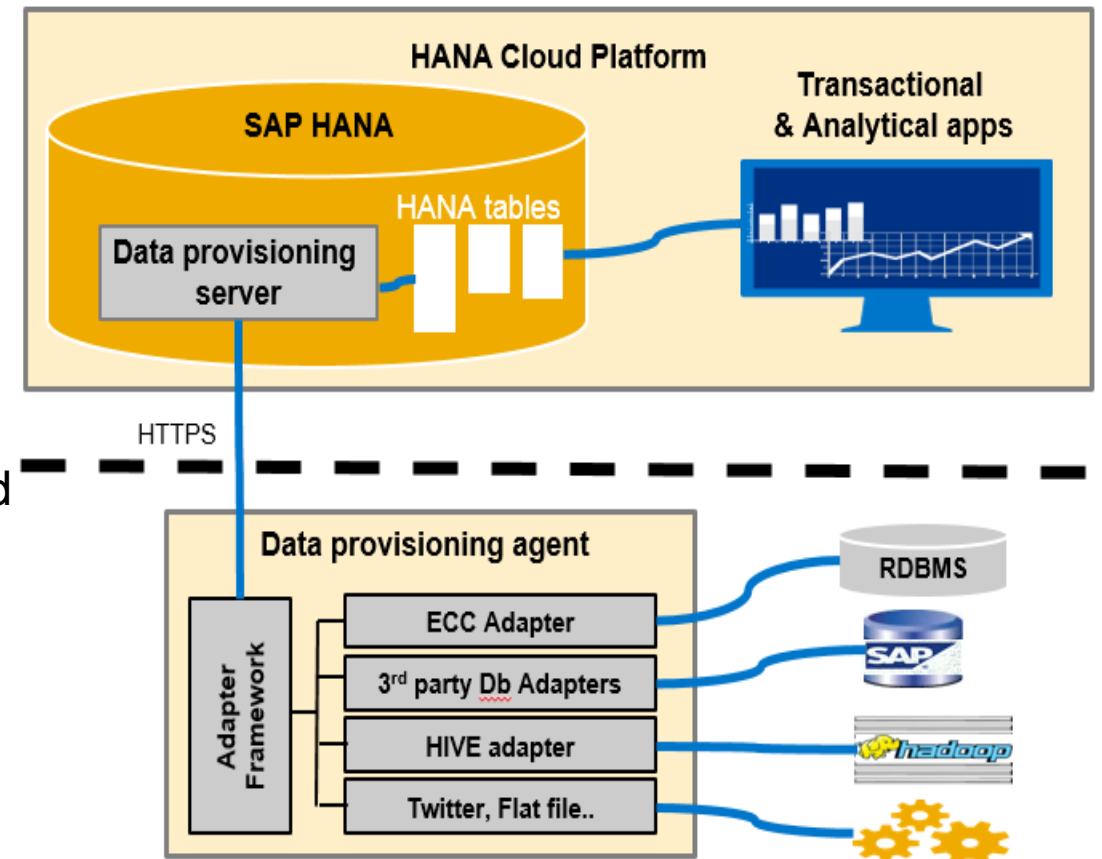 HANA Cloud Platform
SAP HANA
Transactional
& Analytical apps
HANA tables
Data provisioning
server
HTTPS
d
Data provisioning agent
Adapter
Framework
ECC Adapter
3rd party Db Adapters
HIVE adapter
Twitter, Flat file..
RDBMS
SAP
hadoop